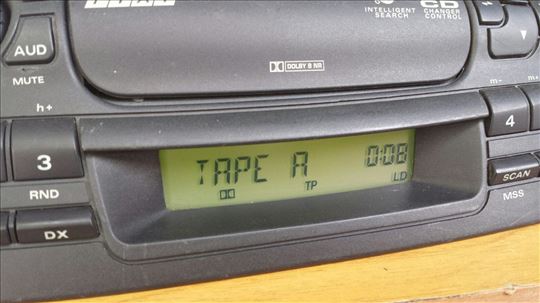 INTELLIGENT
SEARCH
CD
CHANGER
CONTROL
AUD
MUTE
DOLBY B NR
h+
m-
m+
3
RND
DX
TAPE A 0:08
TP
LD
4
SCAN
MSS